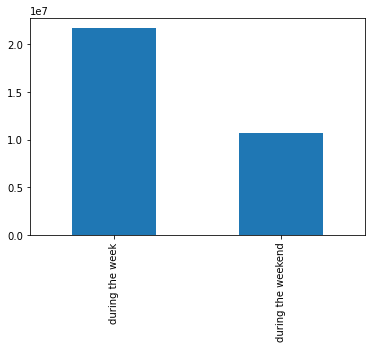 1e7
2.0
1.5
1.0
0.5
0.0
during the week
during the weekend